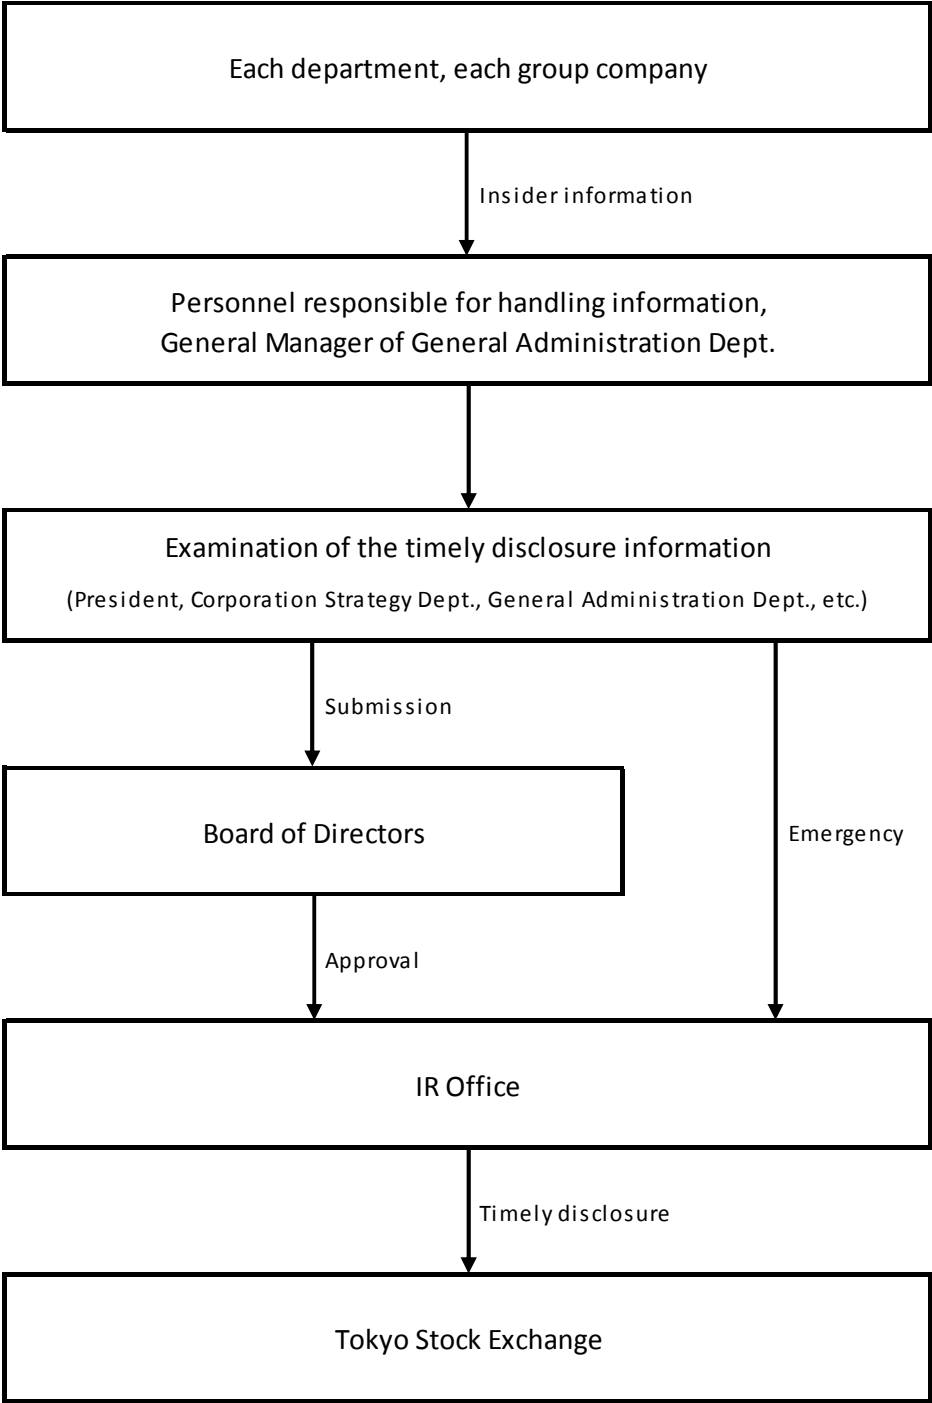 Each department, each group company
Insider information
Personnel responsible for handling information,
General Manager of General Administration Dept.
Examination of the timely disclosure information
(President, Corporation Strategy Dept., General Administration Dept., etc.)
Submission
Board of Directors
Emergency
Approval
IR Office
Timely disclosure
Tokyo Stock Exchange